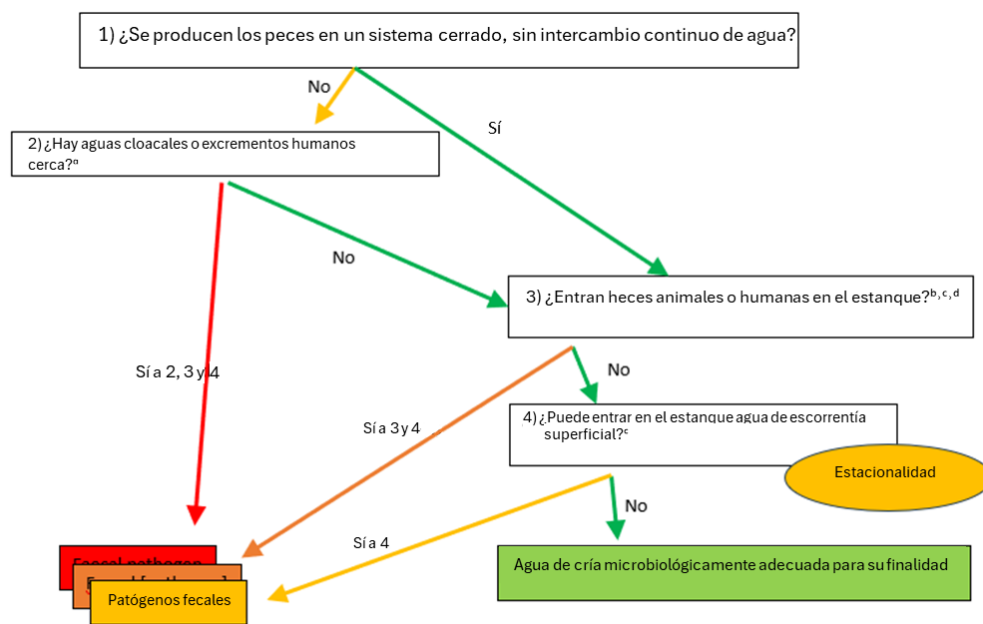 1) ¿Se producen los peces en un sistema cerrado, sin intercambio continuo de agua?
No
Sí
2) ¿Hay aguas cloacales o excrementos humanos
cerca?ᵃ
No
3) ¿Entran heces animales o humanas en el estanque?ᵇ,ᶜ,ᵈ
Sí a 2, 3 y 4
No
Sí a 3 y 4
4) ¿Puede entrar en el estanque agua de escorrentía
superficial?ᶜ
Estacionalidad
No
Sí a 4
Agua de cría microbiológicamente adecuada para su finalidad
Patógenos fecales